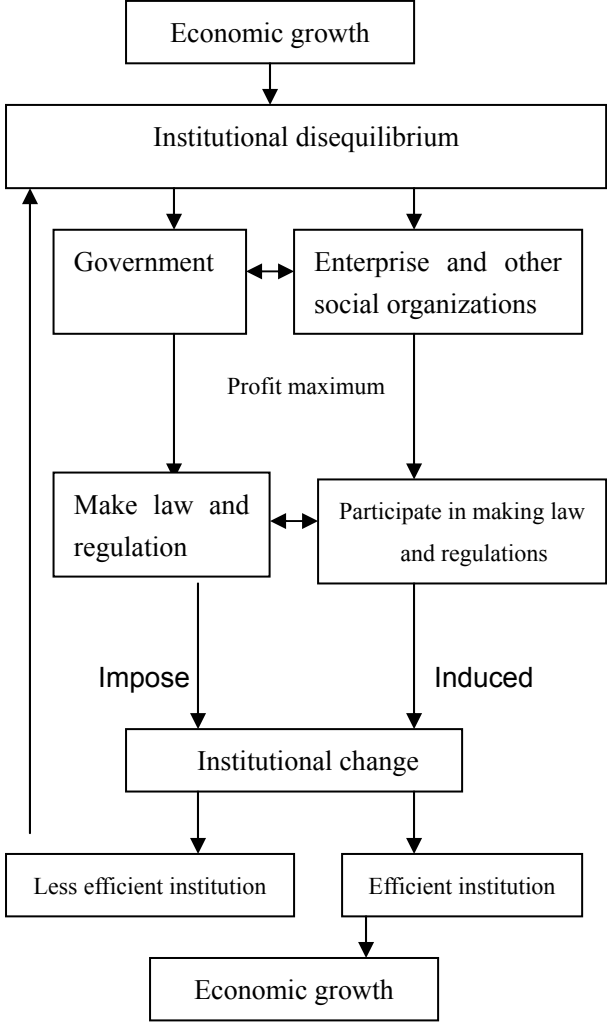 Economic growth
Institutional disequilibrium
Government
Enterprise and other
social organizations
Profit maximum
Make law and
regulation
Participate in making law
and regulations
Impose
Induced
Institutional change
Less efficient institution
Efficient institution
Economic growth